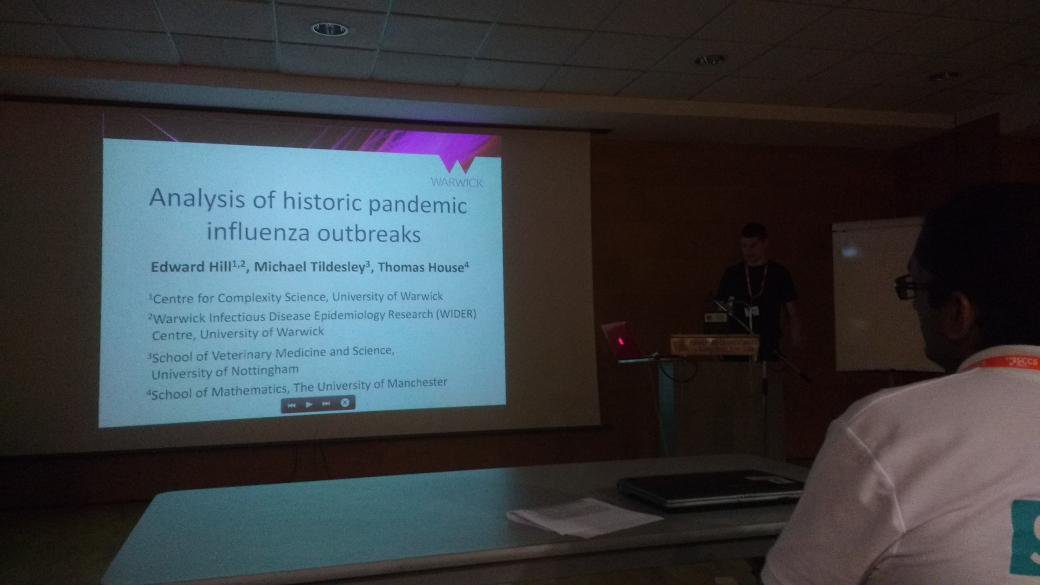 WARWICK
Analysis of historic pandemic
influenza outbreaks
Edward Hill¹,², Michael Tildesley³, Thomas House⁴
¹Centre for Complexity Science, University of Warwick
²Warwick Infectious Disease Epidemiology Research (WIDER)
Centre, University of Warwick
³School of Veterinary Medicine and Science,
University of Nottingham
⁴School of Mathematics, The University of Manchester
SCCS